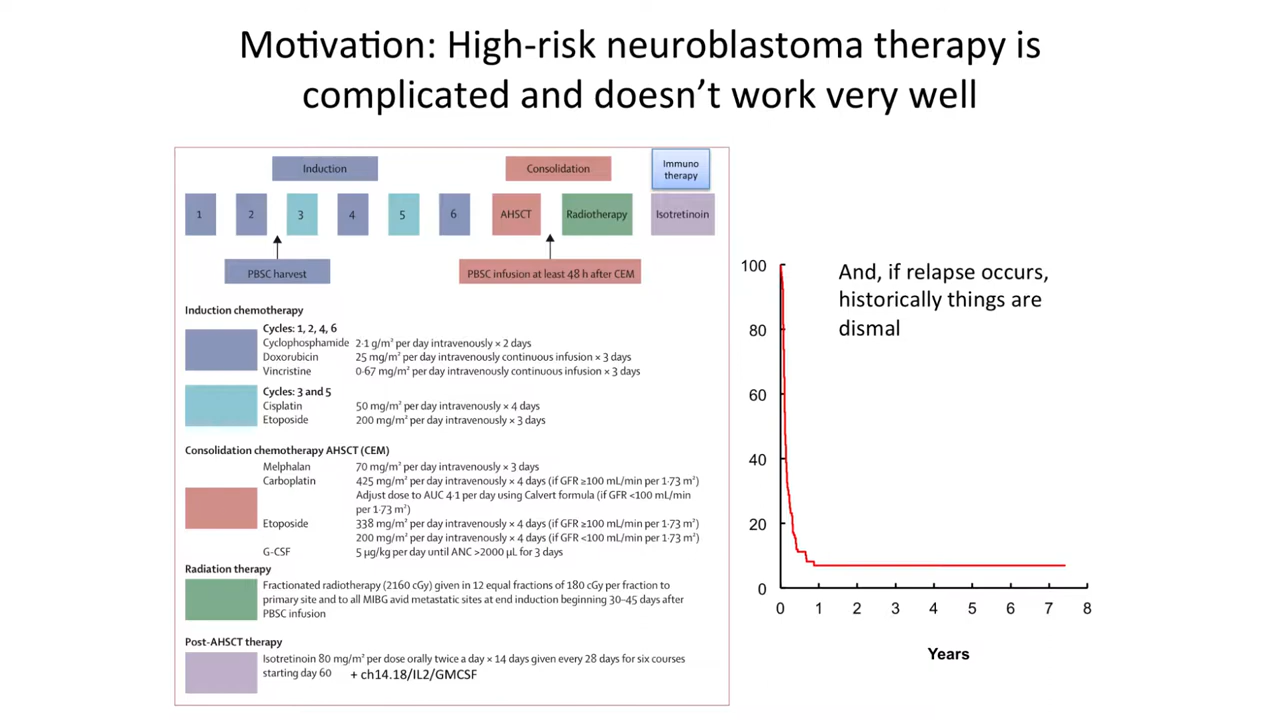 Motivation: High-risk neuroblastoma therapy is
complicated and doesn't work very well
Induction
Consolidation
Immuno
therapy
1
2
3
4
5
6
AHSCT
Radiotherapy
Isotretinoin
PBSC harvest
PBSC infusion at least 48 h after CEM
Induction chemotherapy
Cycles: 1, 2, 4, 6
Cyclophosphamide 2·1 g/m² per day intravenously × 2 days
Doxorubicin 25 mg/m² per day intravenously continuous infusion × 3 days
Vincristine 0·67 mg/m² per day intravenously continuous infusion × 3 days
Cycles: 3 and 5
Cisplatin 50 mg/m² per day intravenously × 4 days
Etoposide 200 mg/m² per day intravenously × 3 days
Consolidation chemotherapy AHSCT (CEM)
Melphalan 70 mg/m² per day intravenously × 3 days
Carboplatin 425 mg/m² per day intravenously × 4 days (if GFR ≥100 mL/min per 1·73 m²)
Adjust dose to AUC 4·1 per day using Calvert formula (if GFR <100 mL/min
per 1·73 m²)
Etoposide 338 mg/m² per day intravenously × 4 days (if GFR ≥100 mL/min per 1·73 m²)
200 mg/m² per day intravenously × 4 days (if GFR <100 mL/min per 1·73 m²)
G-CSF 5 μg/kg per day until ANC >2000 μL for 3 days
Radiation therapy
Fractionated radiotherapy (2160 cGy) given in 12 equal fractions of 180 cGy per fraction to
primary site and to all MIBG avid metastatic sites at end induction beginning 30–45 days after
PBSC infusion
Post-AHSCT therapy
Isotretinoin 80 mg/m² per dose orally twice a day × 14 days given every 28 days for six courses
starting day 60 + ch14.18/IL2/GMCSF
And, if relapse occurs,
historically things are
dismal
100
80
60
40
20
0
0 1 2 3 4 5 6 7 8
Years